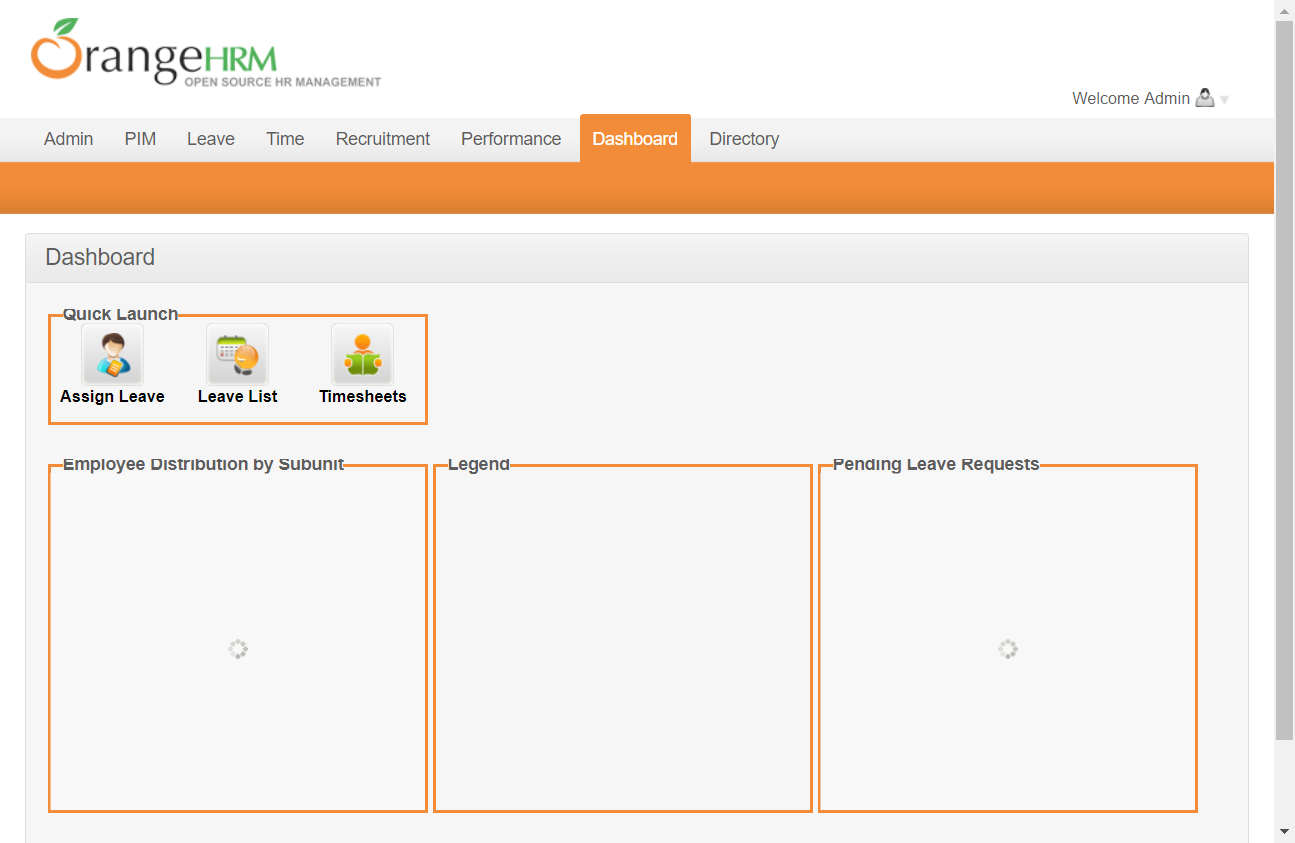 OrangeHRM
OPEN SOURCE HR MANAGEMENT
Welcome Admin
Admin PIM Leave Time Recruitment Performance Dashboard Directory
Dashboard
Quick Launch
Assign Leave Leave List Timesheets
Employee Distribution by Subunit Legend Pending Leave Requests